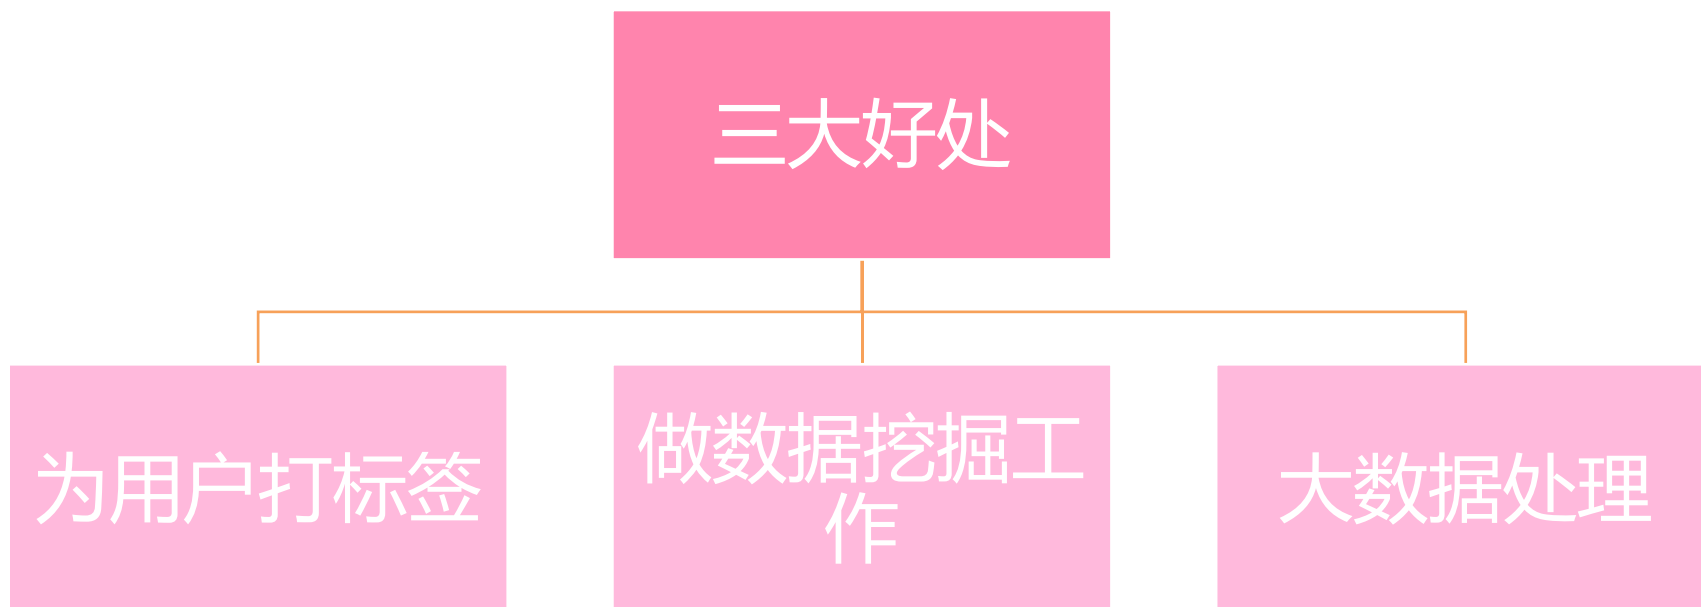 三大好处
为用户打标签
做数据挖掘工
作
大数据处理